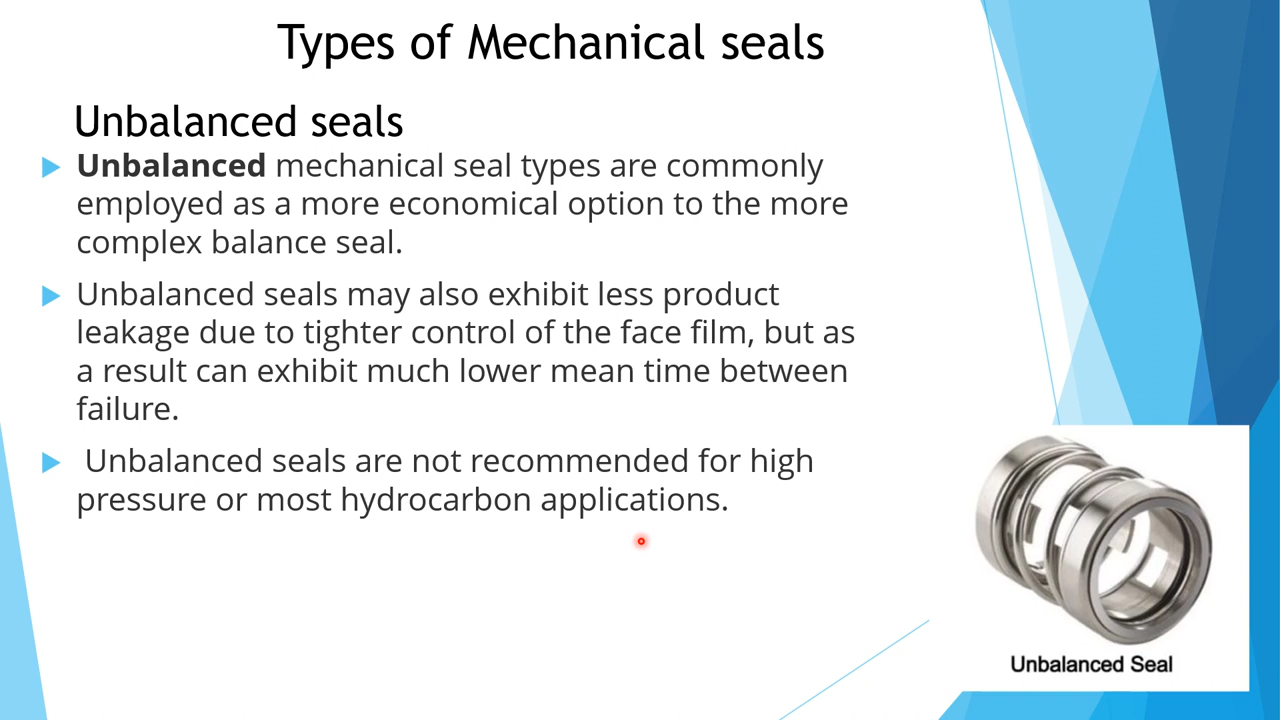 Types of Mechanical seals
Unbalanced seals
Unbalanced mechanical seal types are commonly
employed as a more economical option to the more
complex balance seal.
Unbalanced seals may also exhibit less product
leakage due to tighter control of the face film, but as
a result can exhibit much lower mean time between
failure.
Unbalanced seals are not recommended for high
pressure or most hydrocarbon applications.
Unbalanced Seal